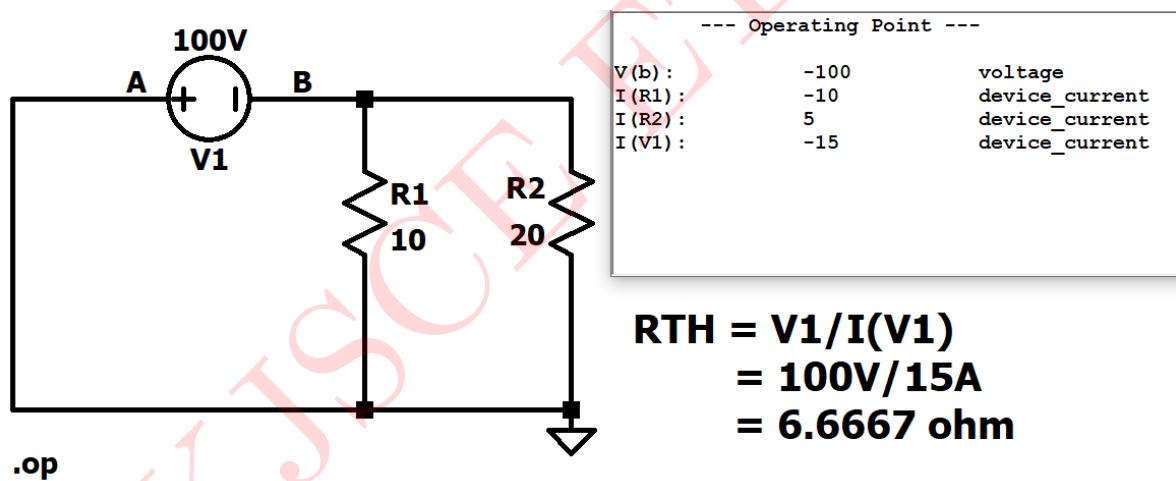 100V
A
B
V1
R1
10
R2
20
.op
--- Operating Point ---
V(b): -100 voltage
I(R1): -10 device_current
I(R2): 5 device_current
I(V1): -15 device_current
RTH = V1/I(V1)
= 100V/15A
= 6.6667 ohm
JSCE